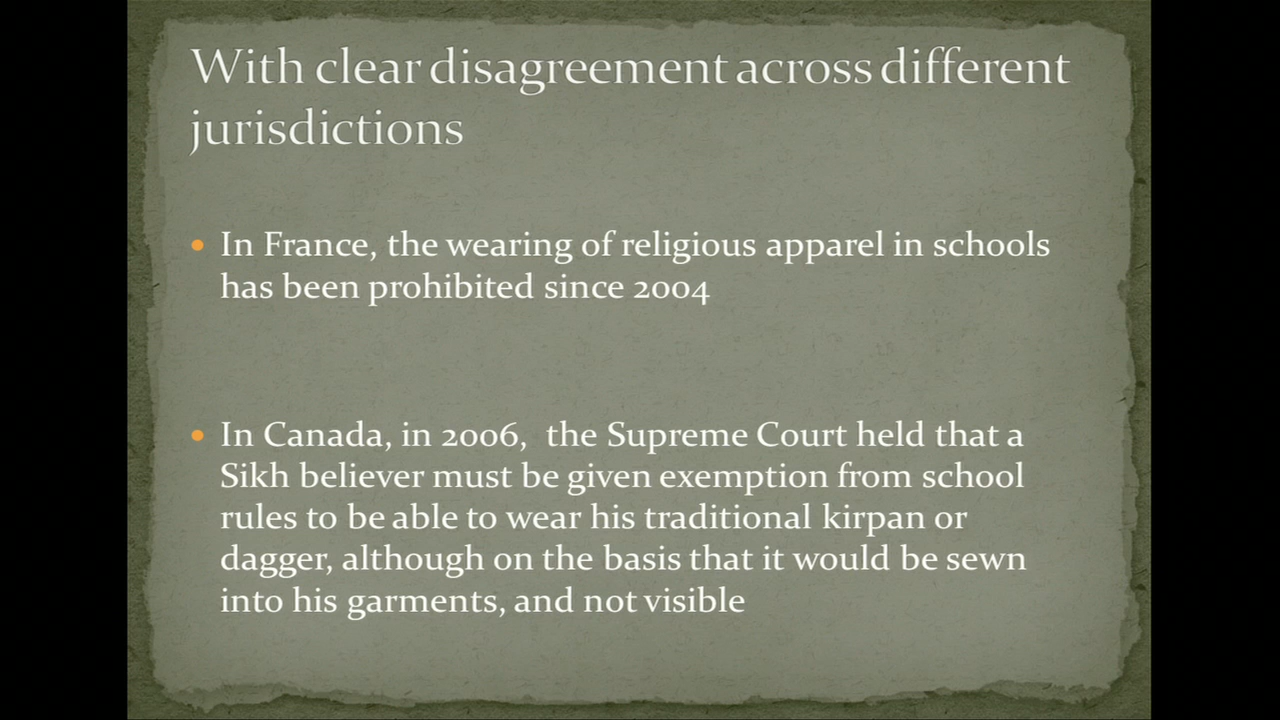 With clear disagreement across different
jurisdictions
• In France, the wearing of religious apparel in schools
has been prohibited since 2004
• In Canada, in 2006,  the Supreme Court held that a
Sikh believer must be given exemption from school
rules to be able to wear his traditional kirpan or
dagger, although on the basis that it would be sewn
into his garments, and not visible